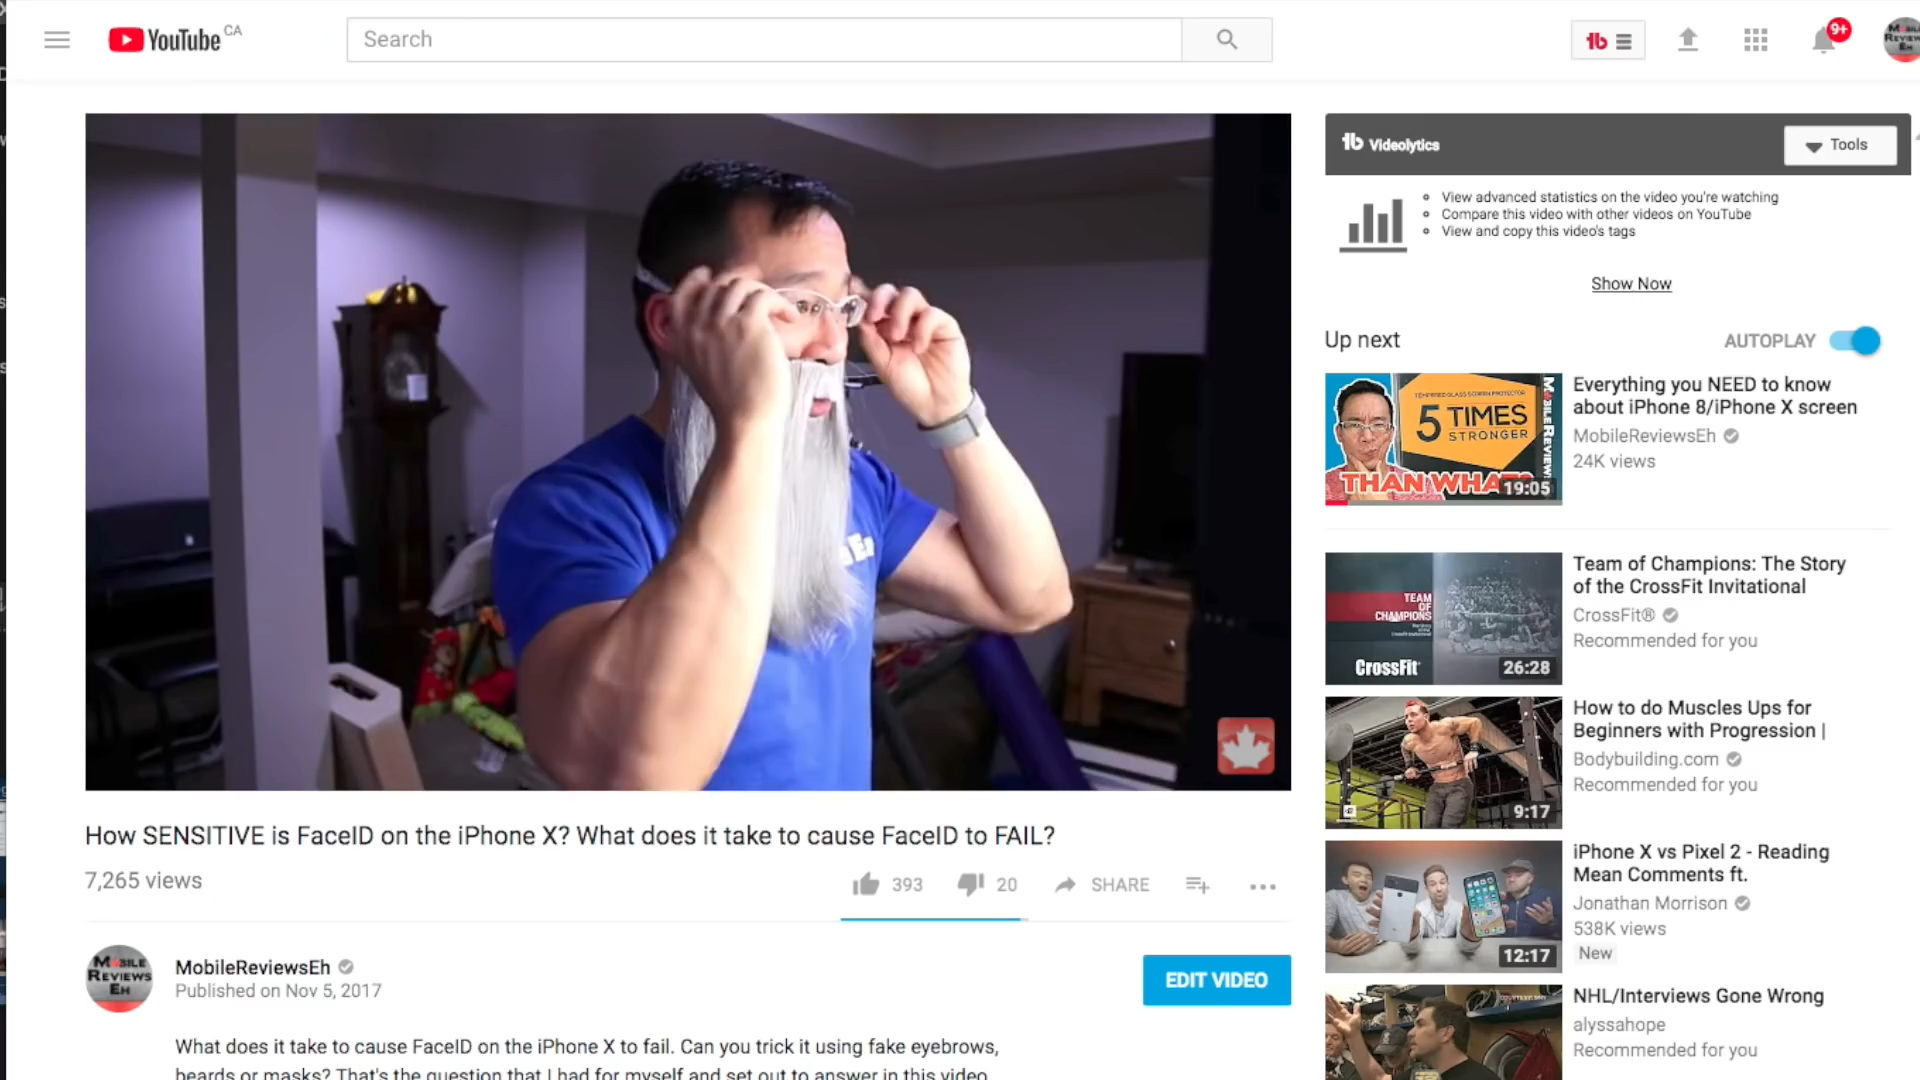 YouTube CA
Search
9+
Videolytics
Tools
View advanced statistics on the video you're watching
Compare this video with other videos on YouTube
View and copy this video's tags
Show Now
Up next
AUTOPLAY
TEMPERED GLASS SCREEN PROTECTOR
5 TIMES
STRONGER
19:05
Everything you NEED to know
about iPhone 8/iPhone X screen
MobileReviewsEh
24K views
TEAM
OF
CHAMPIONS
CrossFit
26:28
Team of Champions: The Story
of the CrossFit Invitational
CrossFit®
Recommended for you
9:17
How to do Muscles Ups for
Beginners with Progression |
Bodybuilding.com
Recommended for you
12:17
iPhone X vs Pixel 2 - Reading
Mean Comments ft.
Jonathan Morrison
538K views
New
NHL/Interviews Gone Wrong
alyssahope
Recommended for you
How SENSITIVE is FaceID on the iPhone X? What does it take to cause FaceID to FAIL?
7,265 views
393
20
SHARE
MOBILE
REVIEWS
EH
MobileReviewsEh
Published on Nov 5, 2017
EDIT VIDEO
What does it take to cause FaceID on the iPhone X to fail. Can you trick it using fake eyebrows,
beards or masks? That's the question that I had for myself and set out to answer in this video.